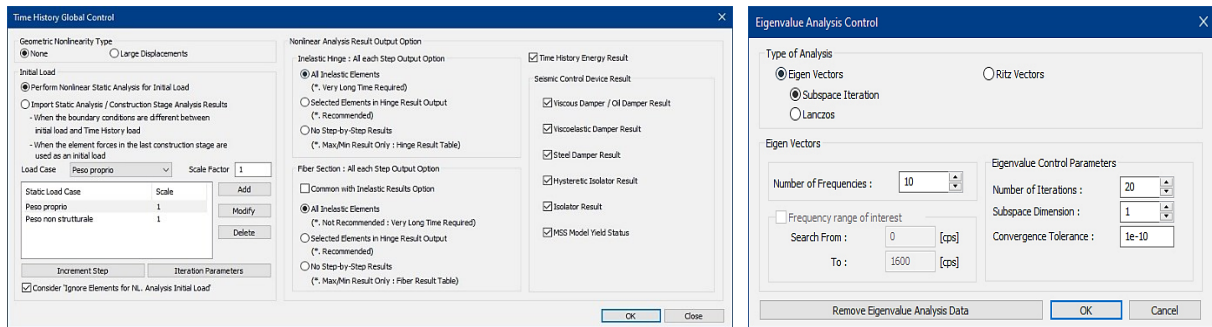 Time History Global Control
Geometric Nonlinearity Type
None
Large Displacements
Initial Load
Perform Nonlinear Static Analysis for Initial Load
Import Static Analysis / Construction Stage Analysis Results
- When the boundary conditions are different between
initial load and Time History load
- When the element forces in the last construction stage are
used as an initial load
Load Case Peso proprio Scale Factor 1
Static Load Case Scale
Peso proprio 1
Peso non strutturale 1
Add
Modify
Delete
Increment Step
Iteration Parameters
Consider 'Ignore Elements for NL. Analysis Initial Load'
Nonlinear Analysis Result Output Option
Inelastic Hinge : All each Step Output Option
All Inelastic Elements
(*. Very Long Time Required)
Selected Elements in Hinge Result Output
(*. Recommended)
No Step-by-Step Results
(*. Max/Min Result Only : Hinge Result Table)
Fiber Section : All each Step Output Option
Common with Inelastic Results Option
All Inelastic Elements
(*. Not Recommended : Very Long Time Required)
Selected Elements in Hinge Result Output
(*. Recommended)
No Step-by-Step Results
(*. Max/Min Result Only : Fiber Result Table)
Time History Energy Result
Seismic Control Device Result
Viscous Damper / Oil Damper Result
Viscoelastic Damper Result
Steel Damper Result
Hysteretic Isolator Result
Isolator Result
MSS Model Yield Status
OK
Close
Eigenvalue Analysis Control
Type of Analysis
Eigen Vectors
Ritz Vectors
Subspace Iteration
Lanczos
Eigen Vectors
Number of Frequencies : 10
Frequency range of interest
Search From : 0 [cps]
To : 1600 [cps]
Eigenvalue Control Parameters
Number of Iterations : 20
Subspace Dimension : 1
Convergence Tolerance : 1e-10
Remove Eigenvalue Analysis Data
OK
Cancel